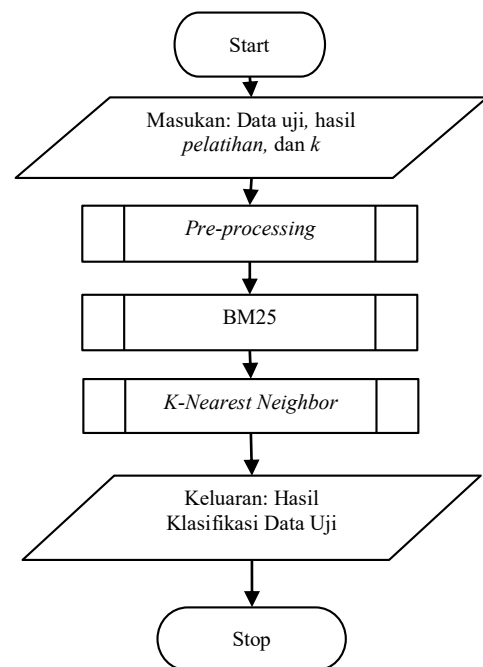 Start
Masukan: Data uji, hasil
pelatihan, dan k
Pre-processing
BM25
K-Nearest Neighbor
Keluaran: Hasil
Klasifikasi Data Uji
Stop